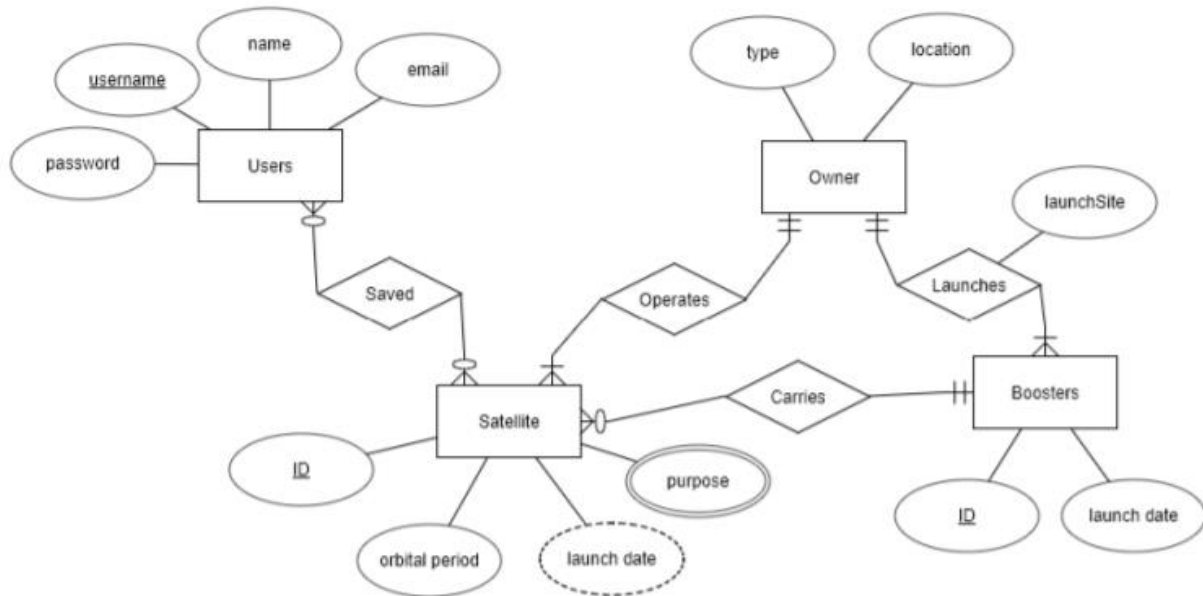 name
type
location
username
email
password
Users
Owner
launchSite
Saved
Operates
Launches
Carries
Satellite
Boosters
ID
purpose
orbital period
launch date
ID
launch date